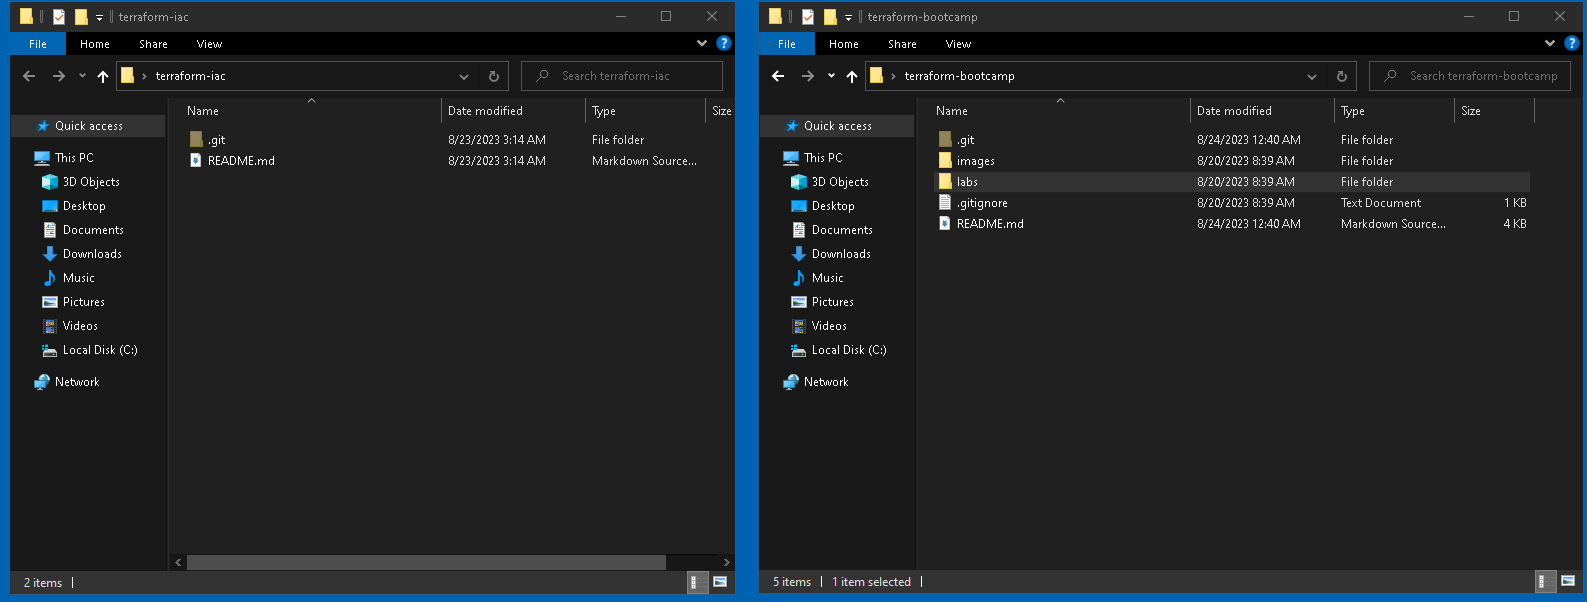 terraform-iac
File Home Share View
terraform-iac
Search terraform-iac
Name Date modified Type Size
Quick access
This PC
3D Objects
Desktop
Documents
Downloads
Music
Pictures
Videos
Local Disk (C:)
Network
.git 8/23/2023 3:14 AM File folder
README.md 8/23/2023 3:14 AM Markdown Source...
2 items
terraform-bootcamp
File Home Share View
terraform-bootcamp
Search terraform-bootcamp
Name Date modified Type Size
Quick access
This PC
3D Objects
Desktop
Documents
Downloads
Music
Pictures
Videos
Local Disk (C:)
Network
.git 8/24/2023 12:40 AM File folder
images 8/20/2023 8:39 AM File folder
labs 8/20/2023 8:39 AM File folder
.gitignore 8/20/2023 8:39 AM Text Document 1 KB
README.md 8/24/2023 12:40 AM Markdown Source... 4 KB
5 items 1 item selected